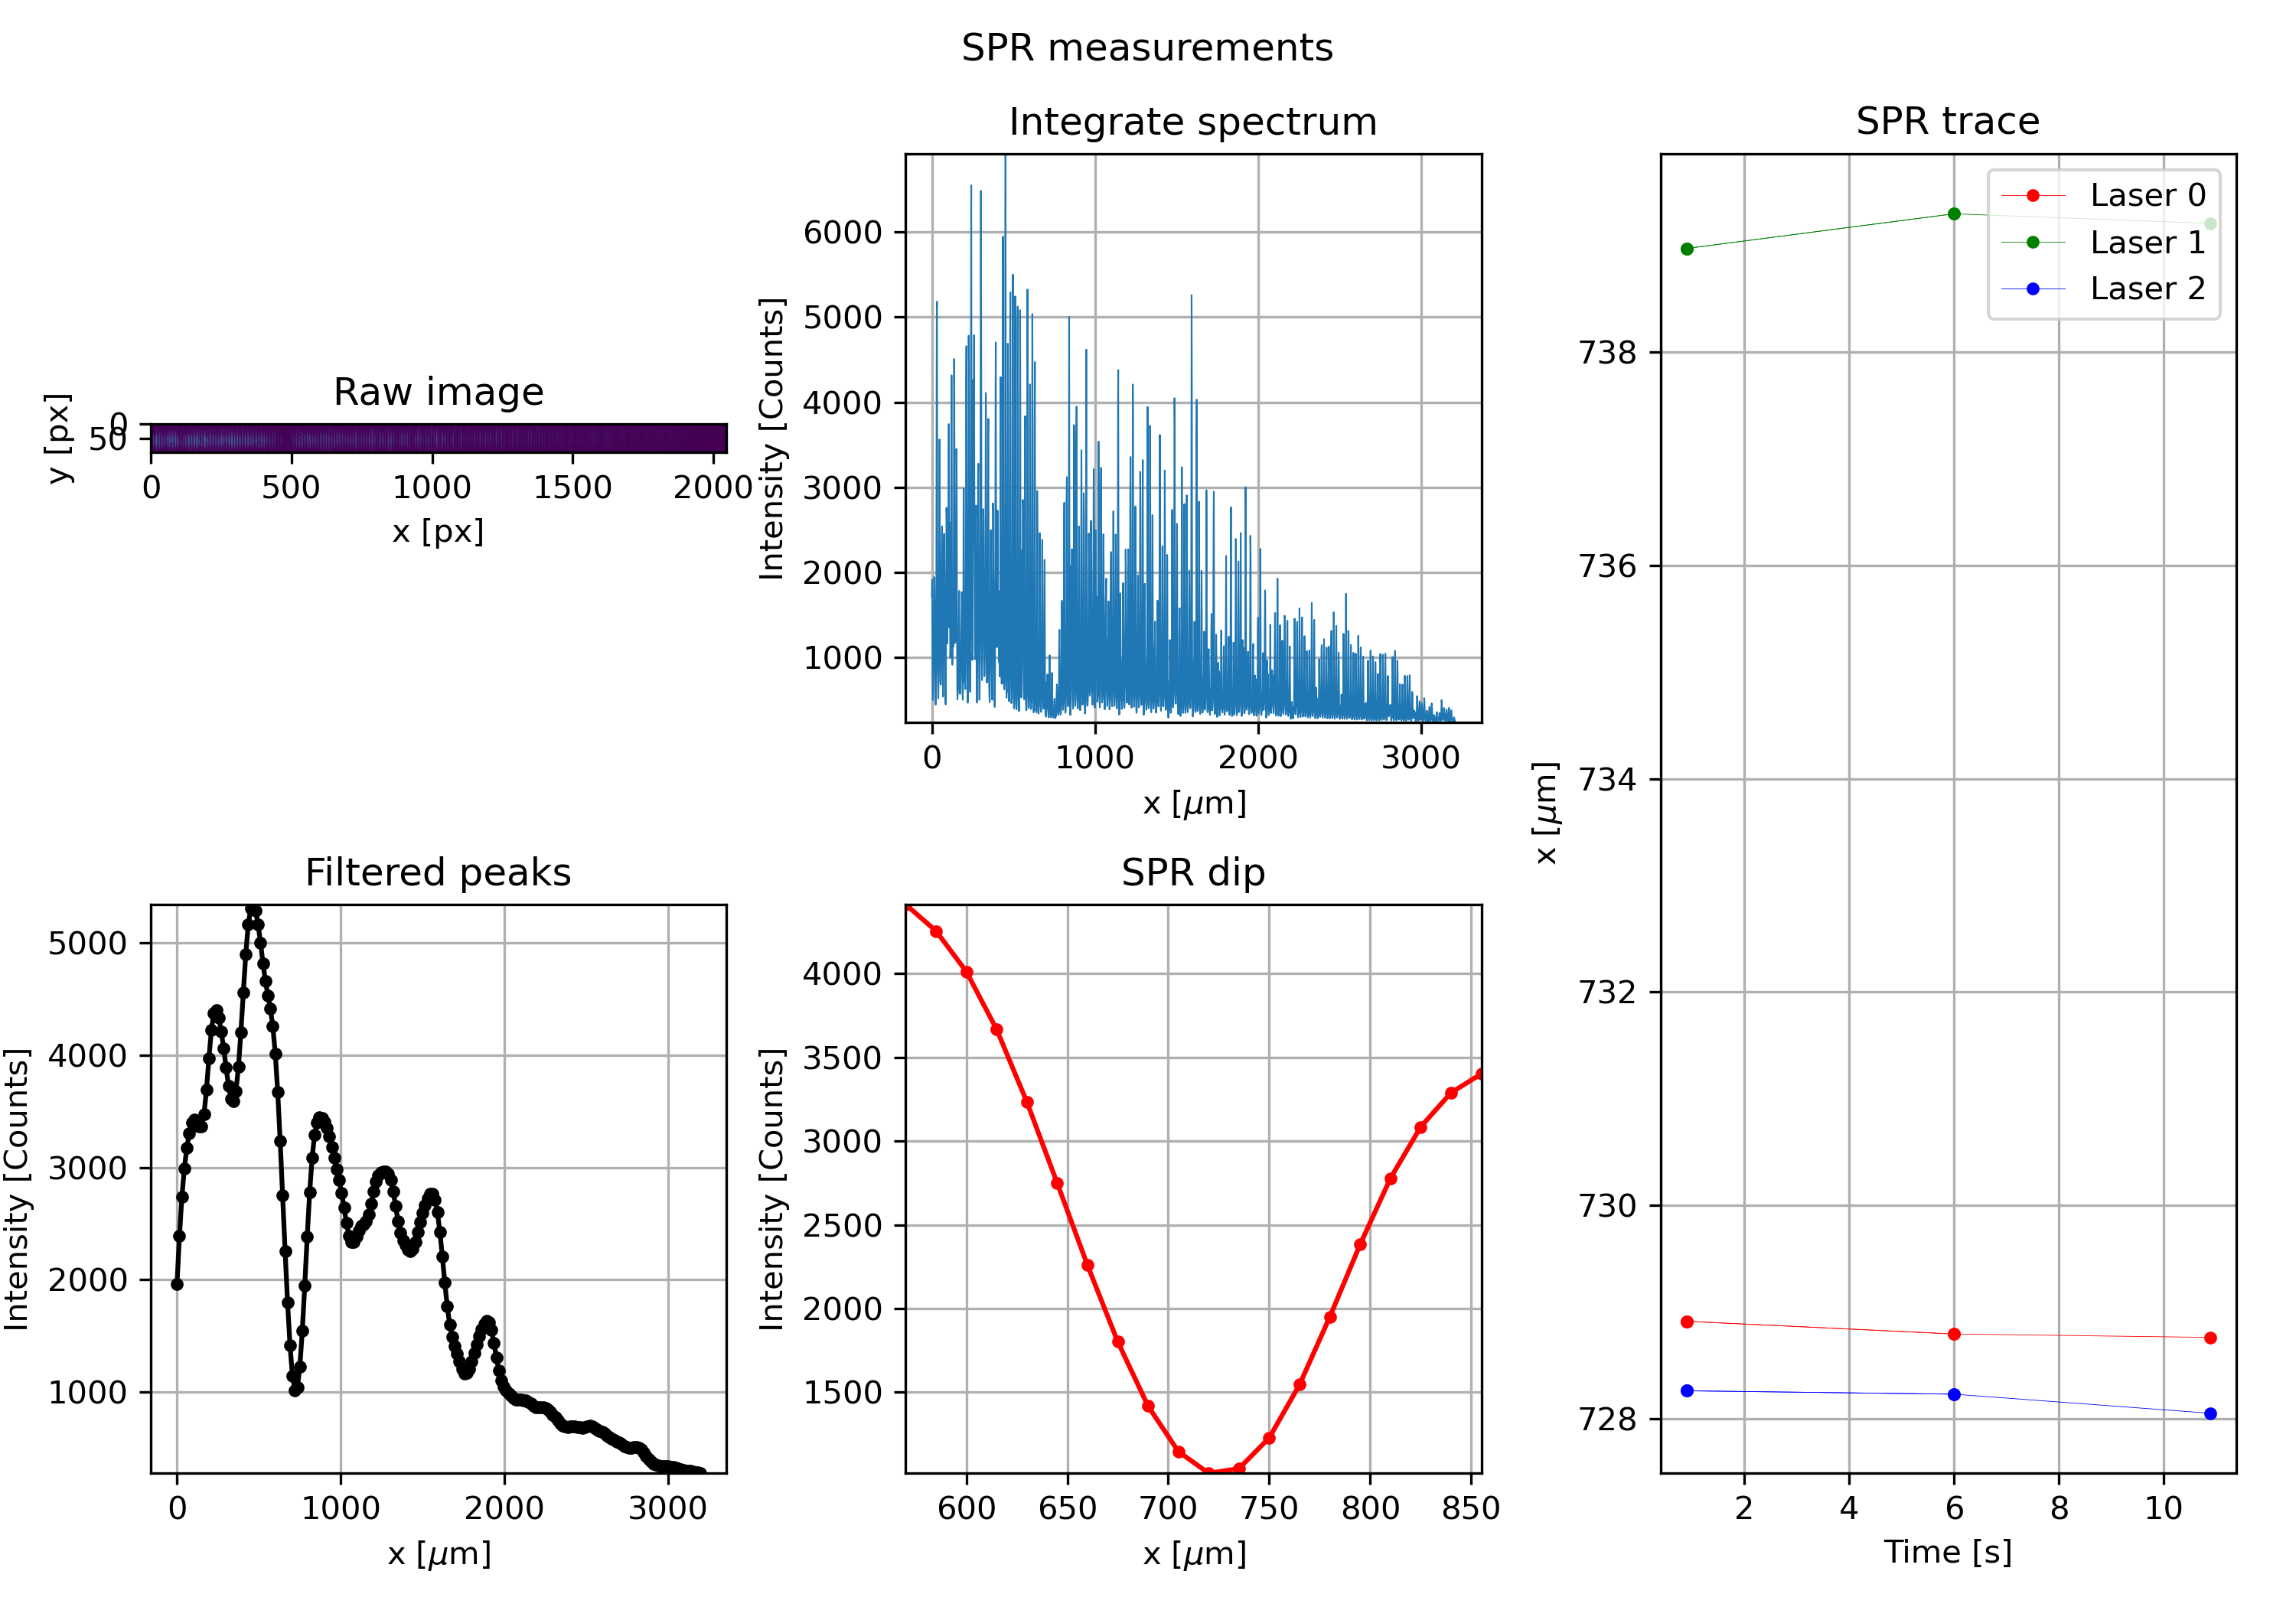 SPR measurements
Raw image
y [px]
0
50
0 500 1000 1500 2000
x [px]
Integrate spectrum
Intensity [Counts]
6000
5000
4000
3000
2000
1000
0 1000 2000 3000
x [μm]
Filtered peaks
Intensity [Counts]
5000
4000
3000
2000
1000
0 1000 2000 3000
x [μm]
SPR dip
Intensity [Counts]
4000
3500
3000
2500
2000
1500
600 650 700 750 800 850
x [μm]
SPR trace
Laser 0
Laser 1
Laser 2
x [μm]
738
736
734
732
730
728
2 4 6 8 10
Time [s]